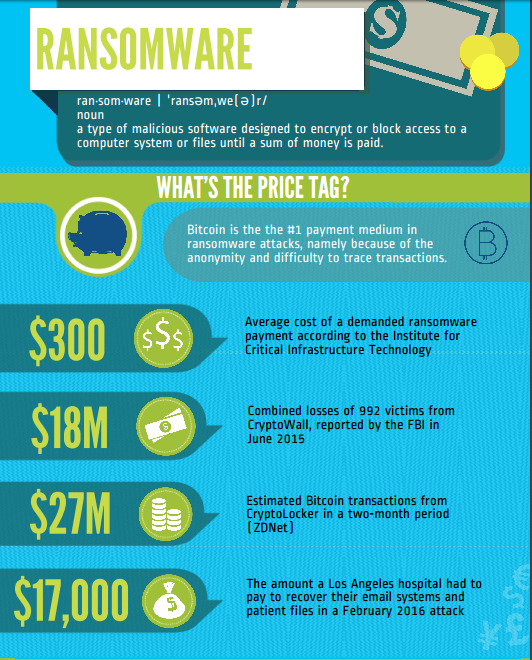 RANSOMWARE
ran·som·ware | ˈransəmˌwe(ə)r/
noun
a type of malicious software designed to encrypt or block access to a
computer system or files until a sum of money is paid.
WHAT'S THE PRICE TAG?
Bitcoin is the the #1 payment medium in
ransomware attacks, namely because of the
anonymity and difficulty to trace transactions.
$300
Average cost of a demanded ransomware
payment according to the Institute for
Critical Infrastructure Technology
$18M
Combined losses of 992 victims from
CryptoWall, reported by the FBI in
June 2015
$27M
Estimated Bitcoin transactions from
CryptoLocker in a two-month period
(ZDNet)
$17,000
The amount a Los Angeles hospital had to
pay to recover their email systems and
patient files in a February 2016 attack